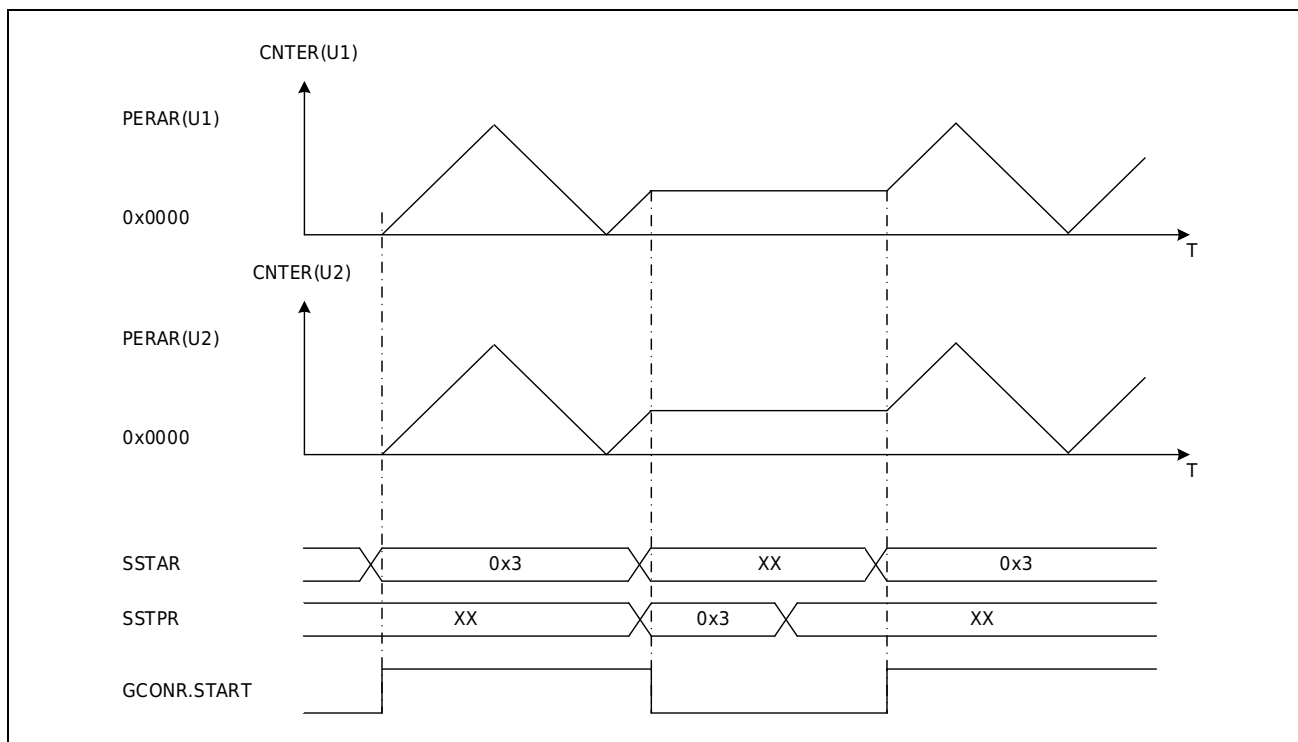 CNTER(U1)
PERAR(U1)
0x0000
T
CNTER(U2)
PERAR(U2)
0x0000
T
SSTAR 0x3 XX 0x3
SSTPR XX 0x3 XX
GCONR.START